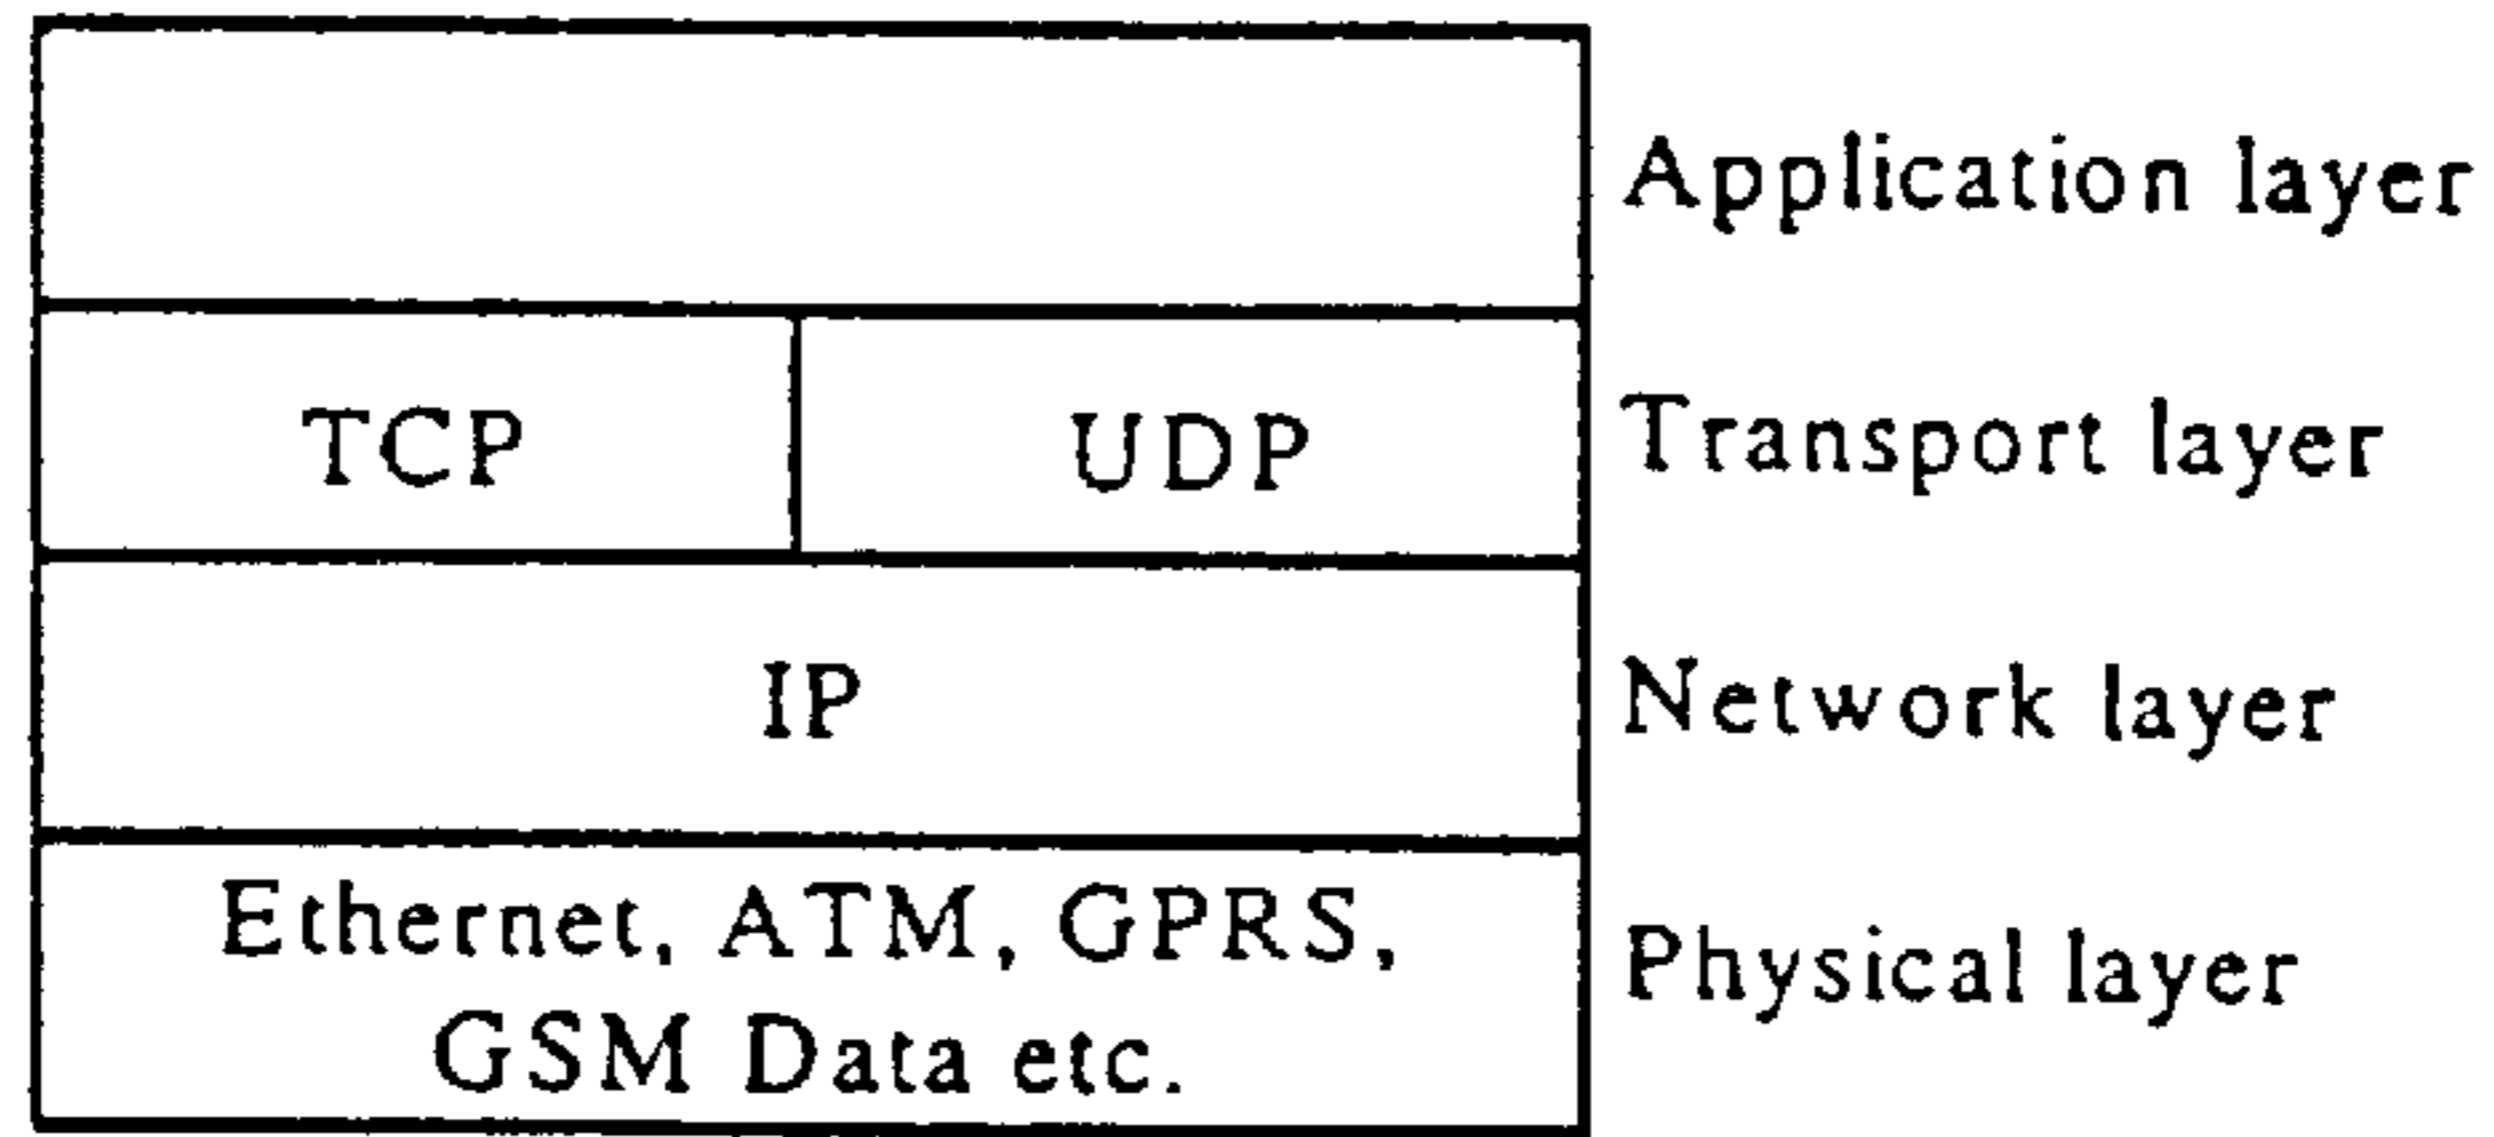 Application layer
TCP UDP Transport layer
IP Network layer
Ethernet, ATM, GPRS,
GSM Data etc.
Physical layer